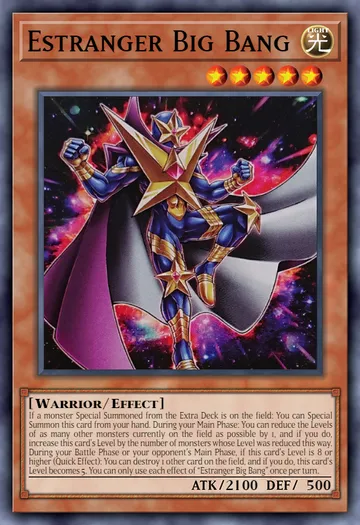 Estranger Big Bang
LIGHT
光
[Warrior/Effect]
If a monster Special Summoned from the Extra Deck is on the field: You can Special
Summon this card from your hand. During your Main Phase: You can reduce the Levels
of as many other monsters currently on the field as possible by 1, and if you do,
increase this card's Level by the number of monsters whose Level was reduced this way.
During your Battle Phase or your opponent's Main Phase, if this card's Level is 8 or
higher (Quick Effect): You can destroy 1 other card on the field, and if you do, this card's
Level becomes 5. You can only use each effect of "Estranger Big Bang" once per turn.
ATK/2100 DEF/ 500